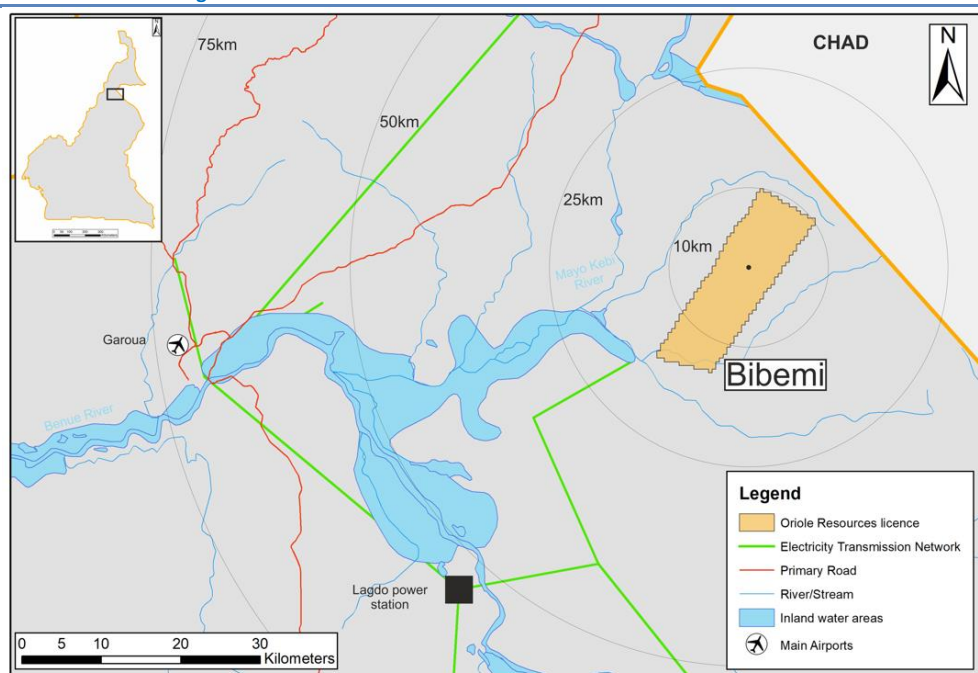 N
75km
CHAD
N
50km
25km
10km
Mayo Kebi
River
Garoua
Bibemi
Benue River
Legend
Oriole Resources licence
Electricity Transmission Network
Primary Road
River/Stream
Inland water areas
Main Airports
Lagdo power
station
0 5 10 20 30
Kilometers